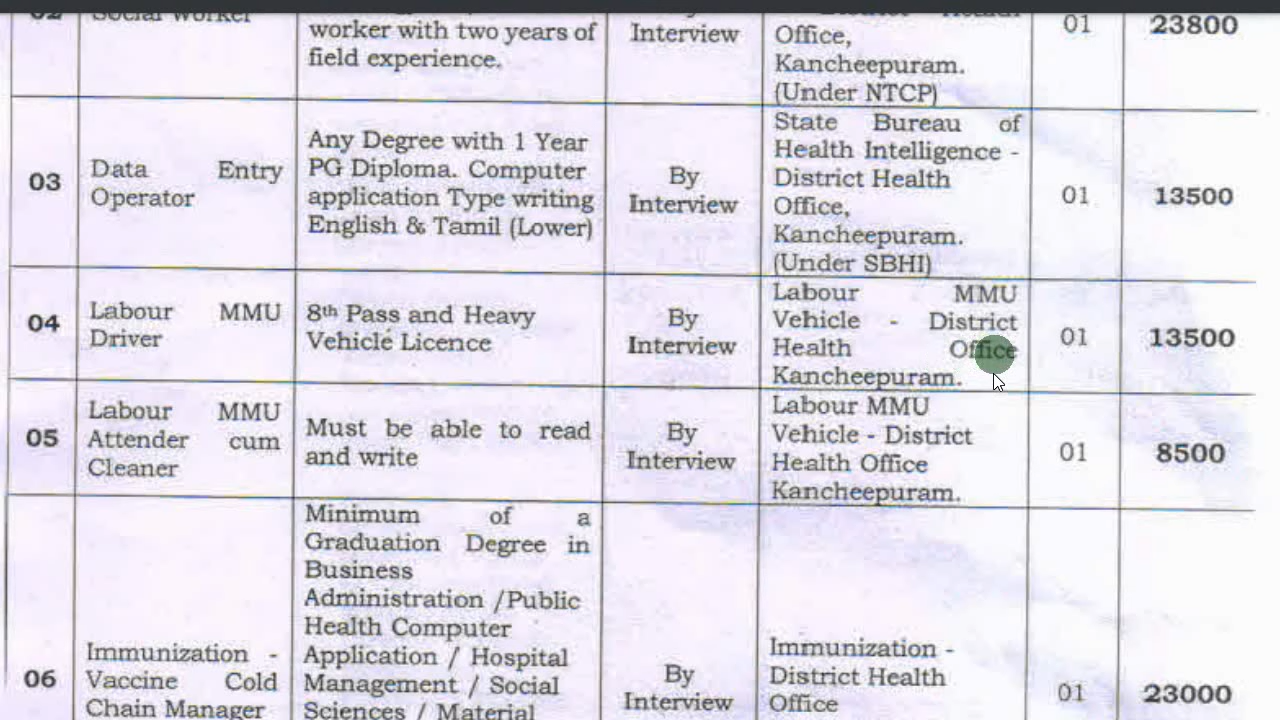 02
Social Worker
worker with two years of
field experience.
By
Interview
Health
Office,
Kancheepuram.
(Under NTCP)
01
23800
03
Data Entry
Operator
Any Degree with 1 Year
PG Diploma. Computer
application Type writing
English & Tamil (Lower)
By
Interview
State Bureau of
Health Intelligence -
District Health
Office,
Kancheepuram.
(Under SBHI)
01
13500
04
Labour MMU
Driver
8th Pass and Heavy
Vehicle Licence
By
Interview
Labour MMU
Vehicle - District
Health Office
Kancheepuram.
01
13500
05
Labour MMU
Attender cum
Cleaner
Must be able to read
and write
By
Interview
Labour MMU
Vehicle - District
Health Office
Kancheepuram.
01
8500
06
Immunization -
Vaccine Cold
Chain Manager
Minimum of a
Graduation Degree in
Business
Administration /Public
Health Computer
Application / Hospital
Management / Social
Sciences / Material
By
Interview
Immunization -
District Health
Office
01
23000